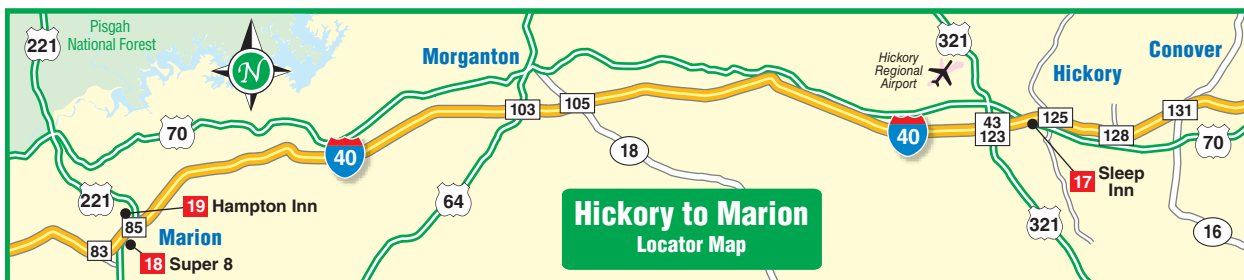 221
Pisgah
National Forest
N
Morganton
321
Hickory
Regional
Airport
Hickory
Conover
70
40
103
105
18
40
43
123
125
128
131
70
221
19 Hampton Inn
85
Marion
83
18 Super 8
64
Hickory to Marion
Locator Map
17 Sleep
Inn
321
16